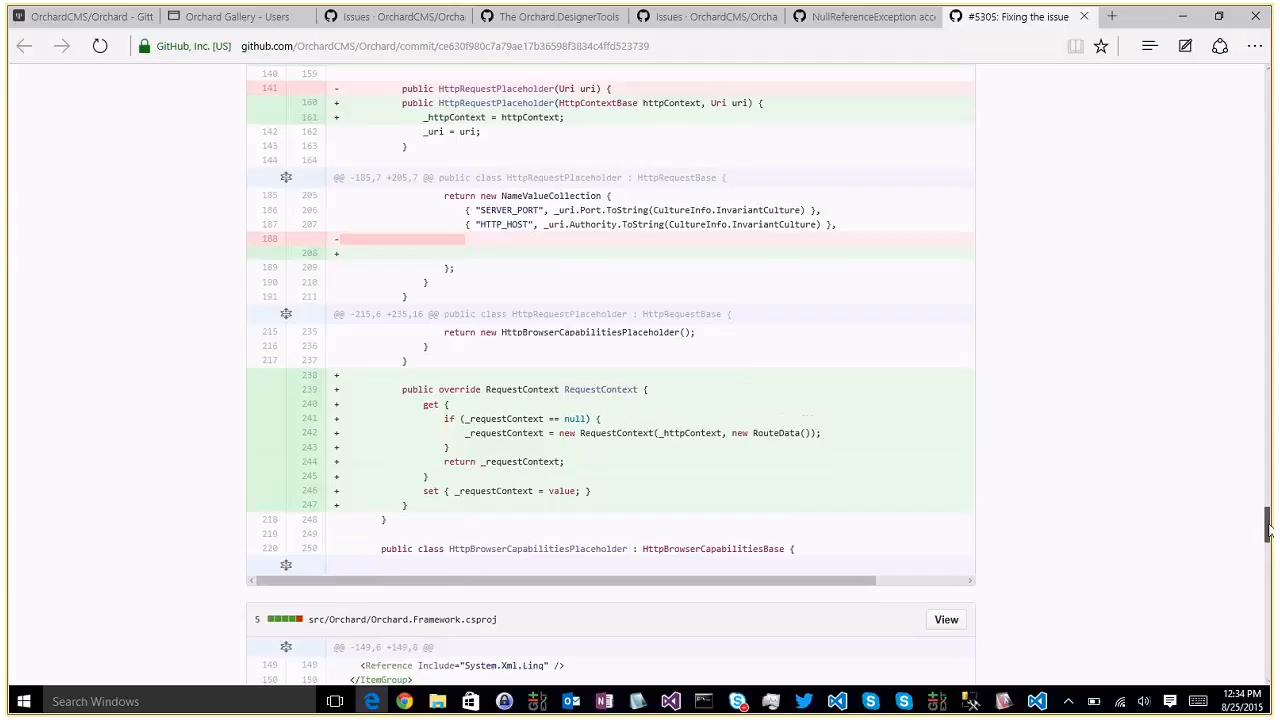 OrchardCMS/Orchard - Gitt
Orchard Gallery - Users
Issues · OrchardCMS/Orcha
The Orchard.DesignerTools
Issues · OrchardCMS/Orcha
NullReferenceException acc
#5305: Fixing the issue
GitHub, Inc. [US] github.com/OrchardCMS/Orchard/commit/ce630f980c7a79ae17b36598f3834c4ffd523739
140 159
141 - public HttpRequestPlaceholder(Uri uri) {
160 + public HttpRequestPlaceholder(HttpContextBase httpContext, Uri uri) {
161 + _httpContext = httpContext;
142 162 _uri = uri;
143 163 }
144 164
@@ -185,7 +205,7 @@ public class HttpRequestPlaceholder : HttpRequestBase {
185 205 return new NameValueCollection {
186 206 { "SERVER_PORT", _uri.Port.ToString(CultureInfo.InvariantCulture) },
187 207 { "HTTP_HOST", _uri.Authority.ToString(CultureInfo.InvariantCulture) },
188 -
208 +
189 209 };
190 210 }
191 211 }
@@ -215,6 +235,16 @@ public class HttpRequestPlaceholder : HttpRequestBase {
215 235 return new HttpBrowserCapabilitiesPlaceholder();
216 236 }
217 237 }
238 +
239 + public override RequestContext RequestContext {
240 + get {
241 + if (_requestContext == null) {
242 + _requestContext = new RequestContext(_httpContext, new RouteData());
243 + }
244 + return _requestContext;
245 + }
246 + set { _requestContext = value; }
247 + }
218 248 }
219 249
220 250 public class HttpBrowserCapabilitiesPlaceholder : HttpBrowserCapabilitiesBase {
5 src/Orchard/Orchard.Framework.csproj View
@@ -149,6 +149,8 @@
149 149 <Reference Include="System.Xml.Linq" />
150 150 </ItemGroup>
Search Windows
12:34 PM
8/25/2015